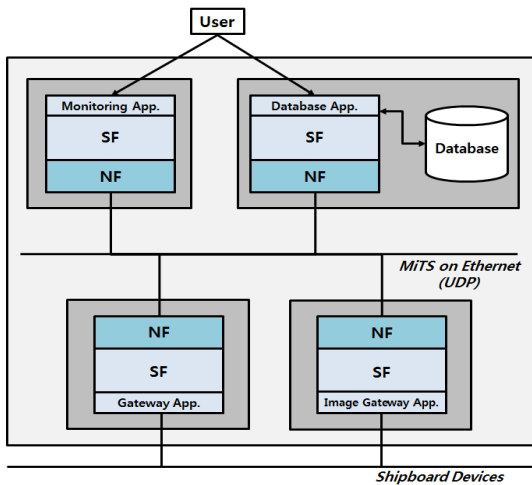 User
Monitoring App.
SF
NF
Database App.
SF
NF
Database
MiTS on Ethernet
(UDP)
NF
SF
Gateway App.
NF
SF
Image Gateway App.
Shipboard Devices